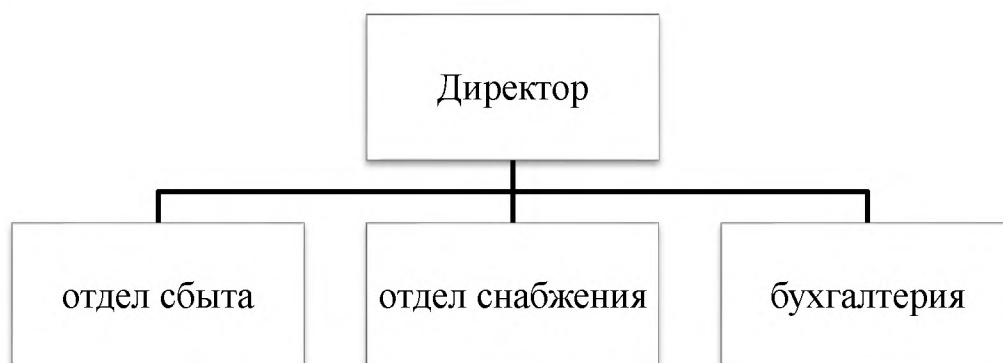 Директор
отдел сбыта
отдел снабжения
бухгалтерия